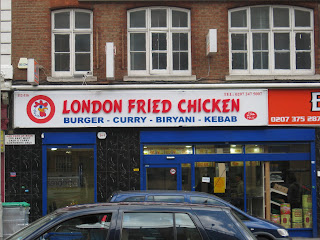 LONDON FRIED CHICKEN
BURGER - CURRY - BIRYANI - KEBAB
0207 375 287